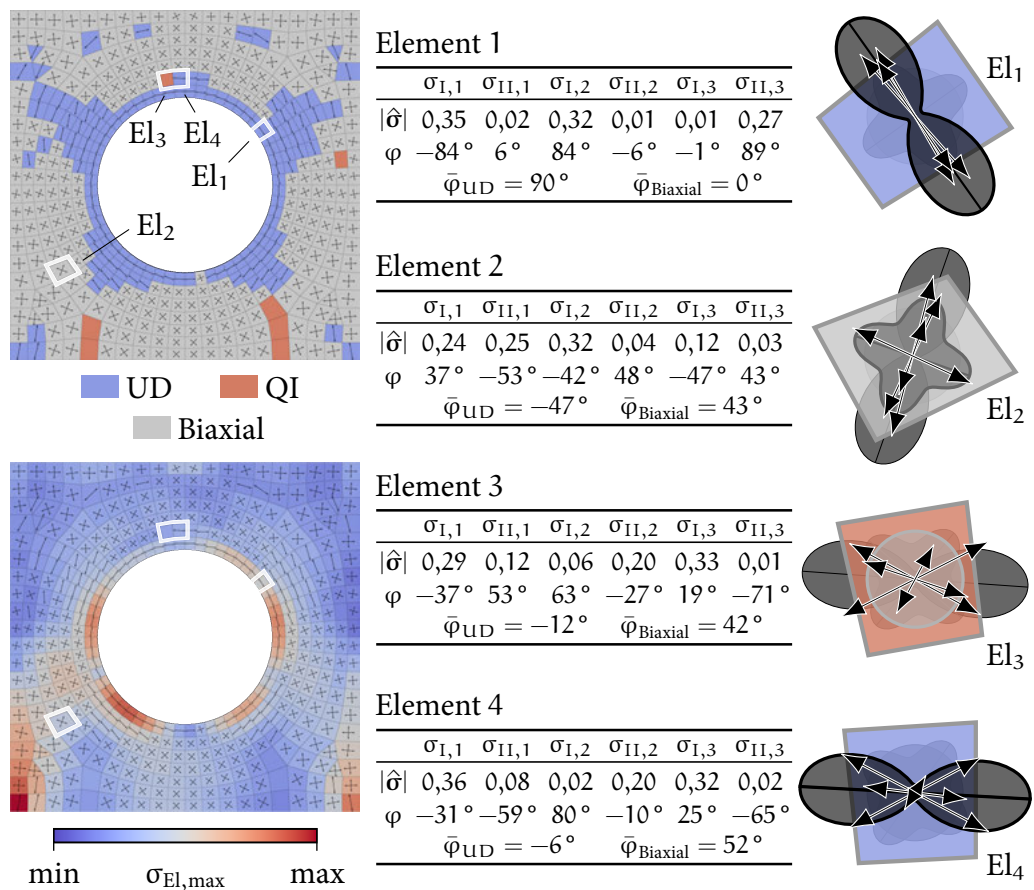 El3
El4
El1
El2
UD
QI
Biaxial
min
σEl,max
max
Element 1
σI,1 σII,1 σI,2 σII,2 σI,3 σII,3
|σ̂| 0,35 0,02 0,32 0,01 0,01 0,27
φ −84° 6° 84° −6° −1° 89°
φ̄UD = 90° φ̄Biaxial = 0°
El1
Element 2
σI,1 σII,1 σI,2 σII,2 σI,3 σII,3
|σ̂| 0,24 0,25 0,32 0,04 0,12 0,03
φ 37° −53° −42° 48° −47° 43°
φ̄UD = −47° φ̄Biaxial = 43°
El2
Element 3
σI,1 σII,1 σI,2 σII,2 σI,3 σII,3
|σ̂| 0,29 0,12 0,06 0,20 0,33 0,01
φ −37° 53° 63° −27° 19° −71°
φ̄UD = −12° φ̄Biaxial = 42°
El3
Element 4
σI,1 σII,1 σI,2 σII,2 σI,3 σII,3
|σ̂| 0,36 0,08 0,02 0,20 0,32 0,02
φ −31° −59° 80° −10° 25° −65°
φ̄UD = −6° φ̄Biaxial = 52°
El4